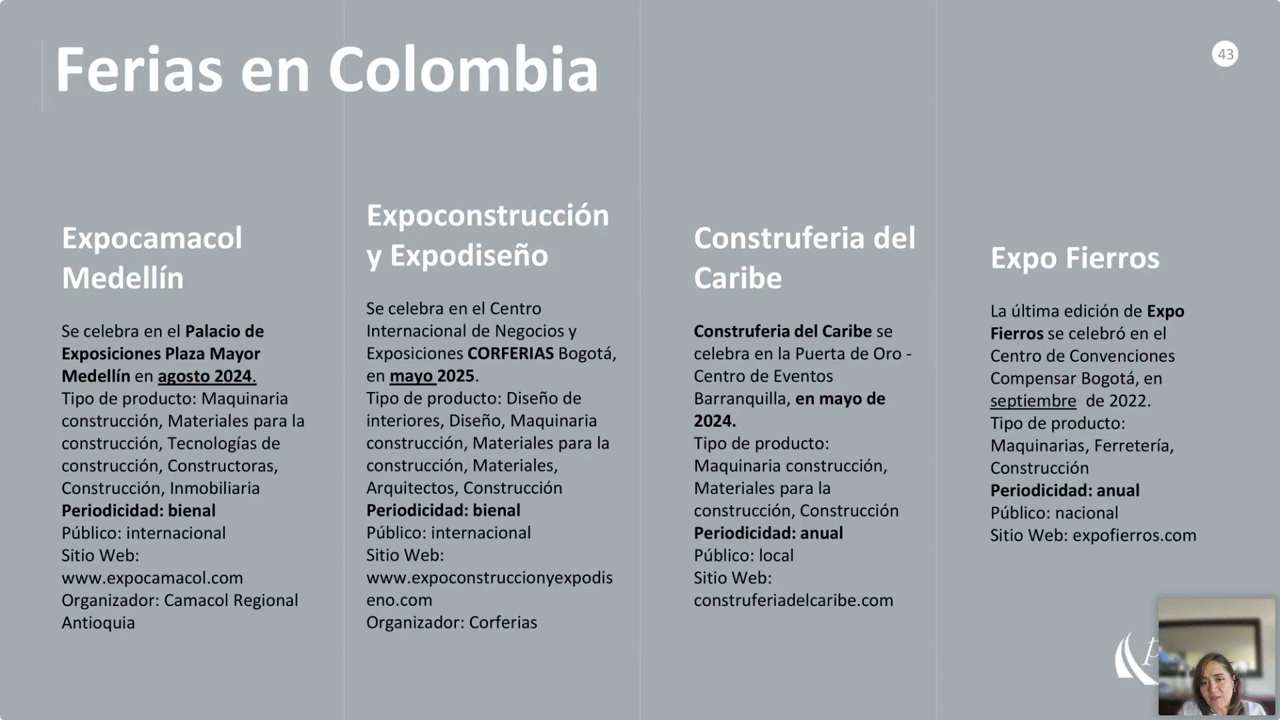 Ferias en Colombia
43
Expocamacol
Medellín
Se celebra en el Palacio de
Exposiciones Plaza Mayor
Medellín en agosto 2024.
Tipo de producto: Maquinaria
construcción, Materiales para la
construcción, Tecnologías de
construcción, Constructoras,
Construcción, Inmobiliaria
Periodicidad: bienal
Público: internacional
Sitio Web:
www.expocamacol.com
Organizador: Camacol Regional
Antioquia
Expoconstrucción
y Expodiseño
Se celebra en el Centro
Internacional de Negocios y
Exposiciones CORFERIAS Bogotá,
en mayo 2025.
Tipo de producto: Diseño de
interiores, Diseño, Maquinaria
construcción, Materiales para la
construcción, Materiales,
Arquitectos, Construcción
Periodicidad: bienal
Público: internacional
Sitio Web:
www.expoconstruccionyexpodis
eno.com
Organizador: Corferias
Construferia del
Caribe
Construferia del Caribe se
celebra en la Puerta de Oro -
Centro de Eventos
Barranquilla, en mayo de
2024.
Tipo de producto:
Maquinaria construcción,
Materiales para la
construcción, Construcción
Periodicidad: anual
Público: local
Sitio Web:
construferiadelcaribe.com
Expo Fierros
La última edición de Expo
Fierros se celebró en el
Centro de Convenciones
Compensar Bogotá, en
septiembre de 2022.
Tipo de producto:
Maquinarias, Ferretería,
Construcción
Periodicidad: anual
Público: nacional
Sitio Web: expofierros.com